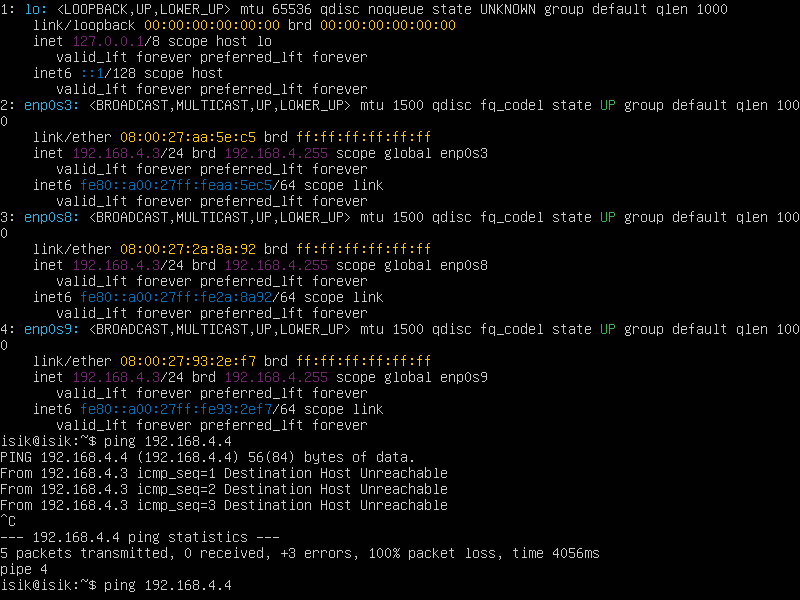 1: lo: <LOOPBACK,UP,LOWER_UP> mtu 65536 qdisc noqueue state UNKNOWN group default qlen 1000
    link/loopback 00:00:00:00:00:00 brd 00:00:00:00:00:00
    inet 127.0.0.1/8 scope host lo
       valid_lft forever preferred_lft forever
    inet6 ::1/128 scope host
       valid_lft forever preferred_lft forever
2: enp0s3: <BROADCAST,MULTICAST,UP,LOWER_UP> mtu 1500 qdisc fq_codel state UP group default qlen 100
0
    link/ether 08:00:27:aa:5e:c5 brd ff:ff:ff:ff:ff:ff
    inet 192.168.4.3/24 brd 192.168.4.255 scope global enp0s3
       valid_lft forever preferred_lft forever
    inet6 fe80::a00:27ff:feaa:5ec5/64 scope link
       valid_lft forever preferred_lft forever
3: enp0s8: <BROADCAST,MULTICAST,UP,LOWER_UP> mtu 1500 qdisc fq_codel state UP group default qlen 100
0
    link/ether 08:00:27:2a:8a:92 brd ff:ff:ff:ff:ff:ff
    inet 192.168.4.3/24 brd 192.168.4.255 scope global enp0s8
       valid_lft forever preferred_lft forever
    inet6 fe80::a00:27ff:fe2a:8a92/64 scope link
       valid_lft forever preferred_lft forever
4: enp0s9: <BROADCAST,MULTICAST,UP,LOWER_UP> mtu 1500 qdisc fq_codel state UP group default qlen 100
0
    link/ether 08:00:27:93:2e:f7 brd ff:ff:ff:ff:ff:ff
    inet 192.168.4.3/24 brd 192.168.4.255 scope global enp0s9
       valid_lft forever preferred_lft forever
    inet6 fe80::a00:27ff:fe93:2ef7/64 scope link
       valid_lft forever preferred_lft forever
isik@isik:~$ ping 192.168.4.4
PING 192.168.4.4 (192.168.4.4) 56(84) bytes of data.
From 192.168.4.3 icmp_seq=1 Destination Host Unreachable
From 192.168.4.3 icmp_seq=2 Destination Host Unreachable
From 192.168.4.3 icmp_seq=3 Destination Host Unreachable
^C
--- 192.168.4.4 ping statistics ---
5 packets transmitted, 0 received, +3 errors, 100% packet loss, time 4056ms
pipe 4
isik@isik:~$ ping 192.168.4.4